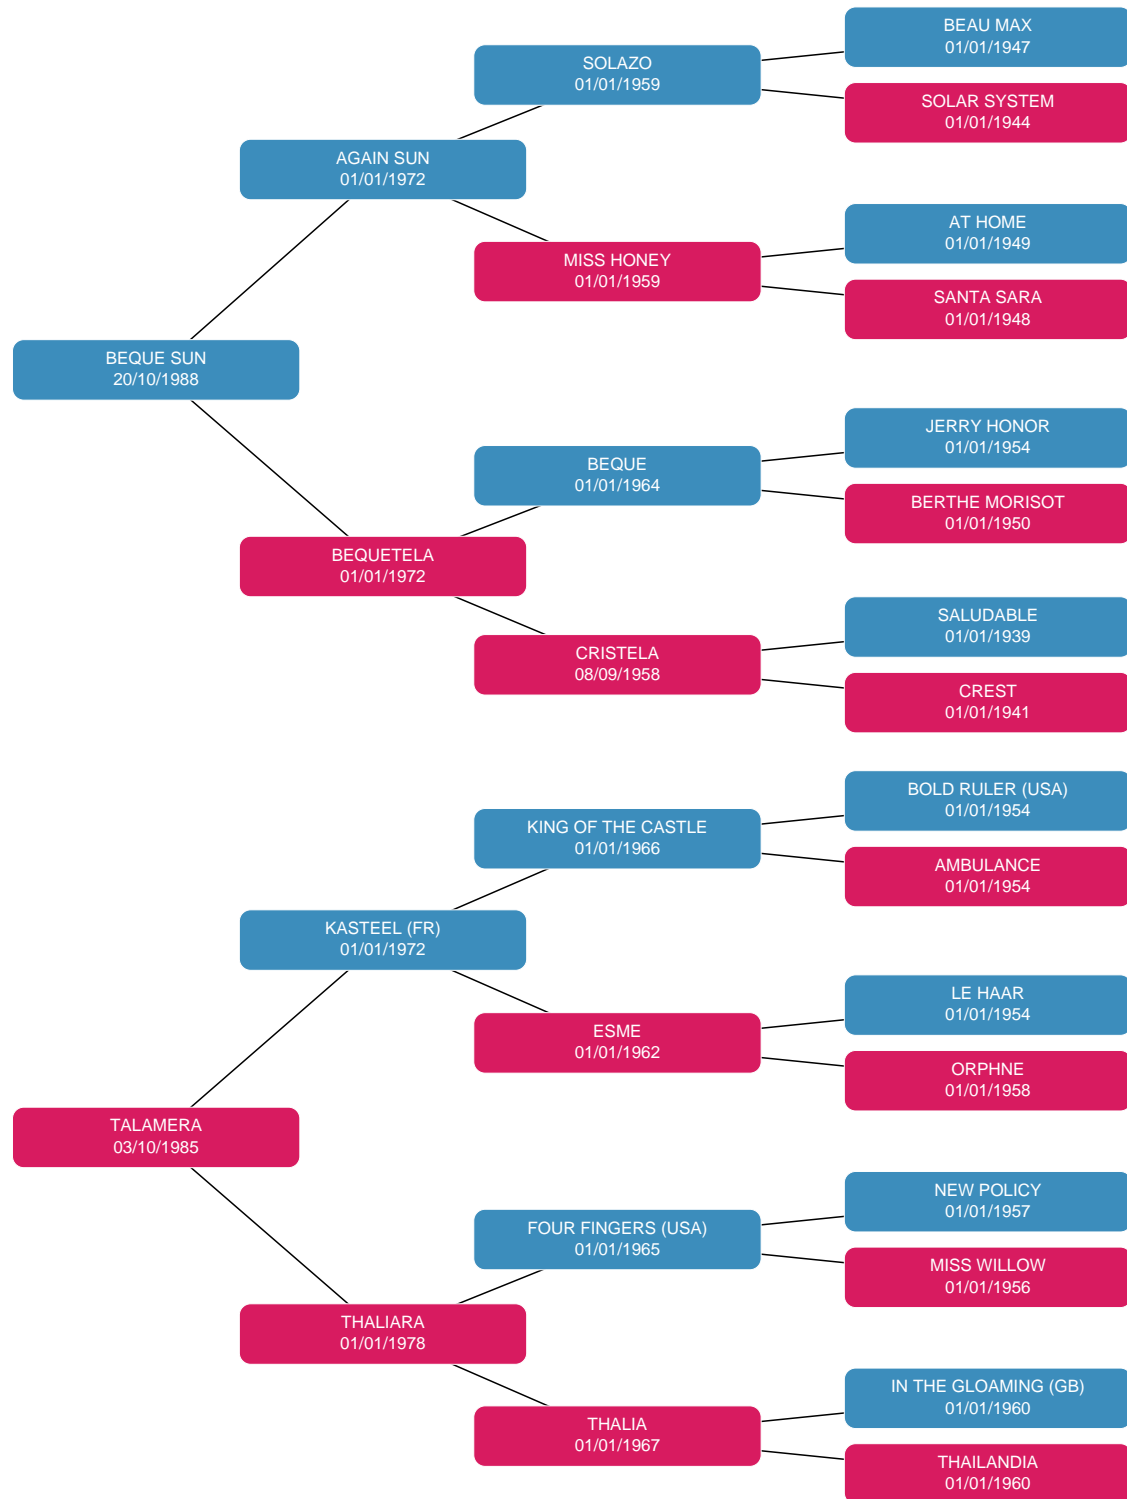 BEAU MAX
01/01/1947
SOLAZO
01/01/1959
SOLAR SYSTEM
01/01/1944
AGAIN SUN
01/01/1972
AT HOME
01/01/1949
MISS HONEY
01/01/1959
SANTA SARA
01/01/1948
BEQUE SUN
20/10/1988
JERRY HONOR
01/01/1954
BEQUE
01/01/1964
BERTHE MORISOT
01/01/1950
BEQUETELA
01/01/1972
SALUDABLE
01/01/1939
CRISTELA
08/09/1958
CREST
01/01/1941
BOLD RULER (USA)
01/01/1954
KING OF THE CASTLE
01/01/1966
AMBULANCE
01/01/1954
KASTEEL (FR)
01/01/1972
LE HAAR
01/01/1954
ESME
01/01/1962
ORPHNE
01/01/1958
TALAMERA
03/10/1985
NEW POLICY
01/01/1957
FOUR FINGERS (USA)
01/01/1965
MISS WILLOW
01/01/1956
THALIARA
01/01/1978
IN THE GLOAMING (GB)
01/01/1960
THALIA
01/01/1967
THAILANDIA
01/01/1960